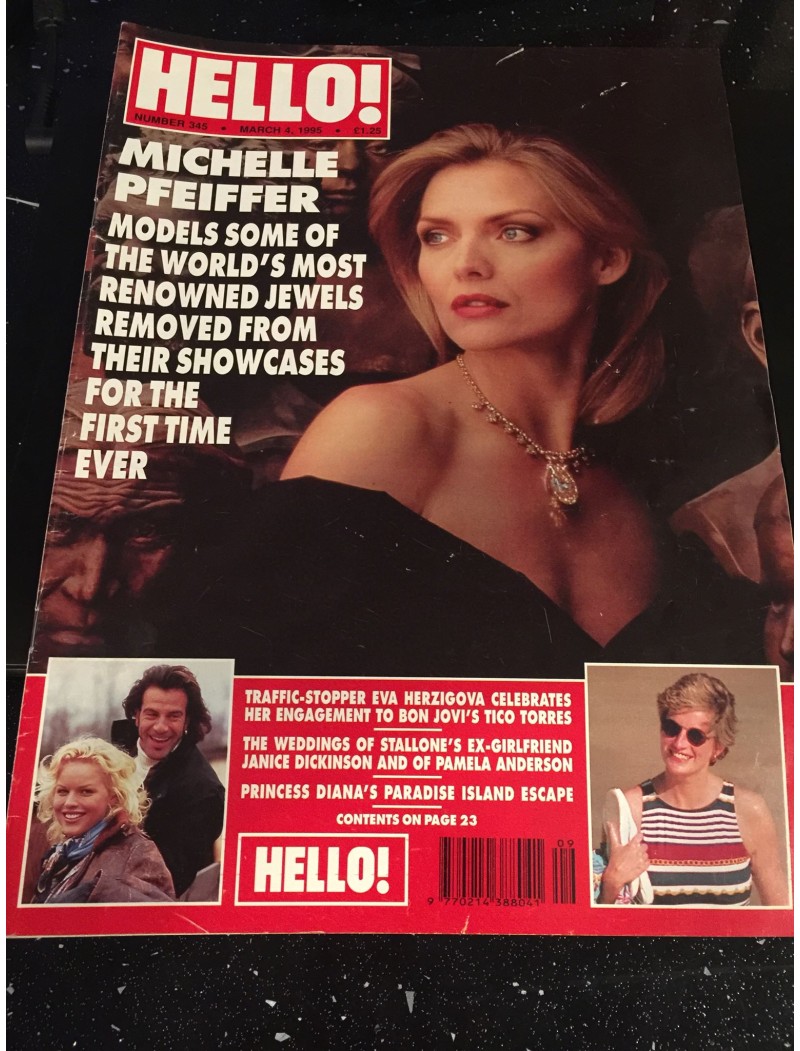 HELLO!
NUMBER 345 • MARCH 4, 1995 • £1.25
MICHELLE
PFEIFFER
MODELS SOME OF
THE WORLD'S MOST
RENOWNED JEWELS
REMOVED FROM
THEIR SHOWCASES
FOR THE
FIRST TIME
EVER
TRAFFIC-STOPPER EVA HERZIGOVA CELEBRATES
HER ENGAGEMENT TO BON JOVI'S TICO TORRES
THE WEDDINGS OF STALLONE'S EX-GIRLFRIEND
JANICE DICKINSON AND OF PAMELA ANDERSON
PRINCESS DIANA'S PARADISE ISLAND ESCAPE
CONTENTS ON PAGE 23
HELLO!
09
9 770214 388041